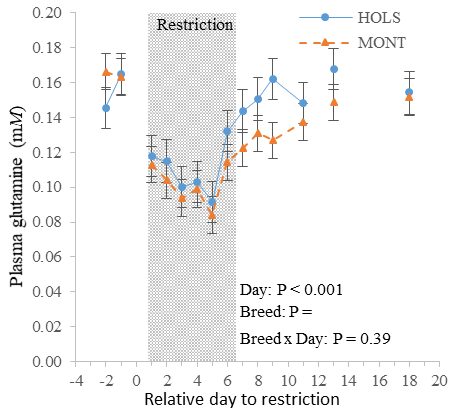 0.20
0.18
0.16
0.14
0.12
0.10
0.08
0.06
0.04
0.02
0.00
Plasma glutamine (mM)
Restriction
HOLS
MONT
Day: P < 0.001
Breed: P =
Breed x Day: P = 0.39
-4 -2 0 2 4 6 8 10 12 14 16 18 20
Relative day to restriction